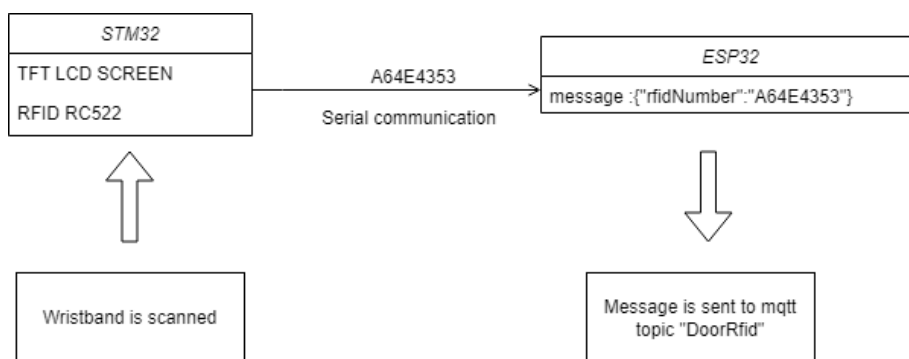 STM32
TFT LCD SCREEN
RFID RC522
A64E4353
Serial communication
ESP32
message :{"rfidNumber":"A64E4353"}
Wristband is scanned
Message is sent to mqtt
topic "DoorRfid"